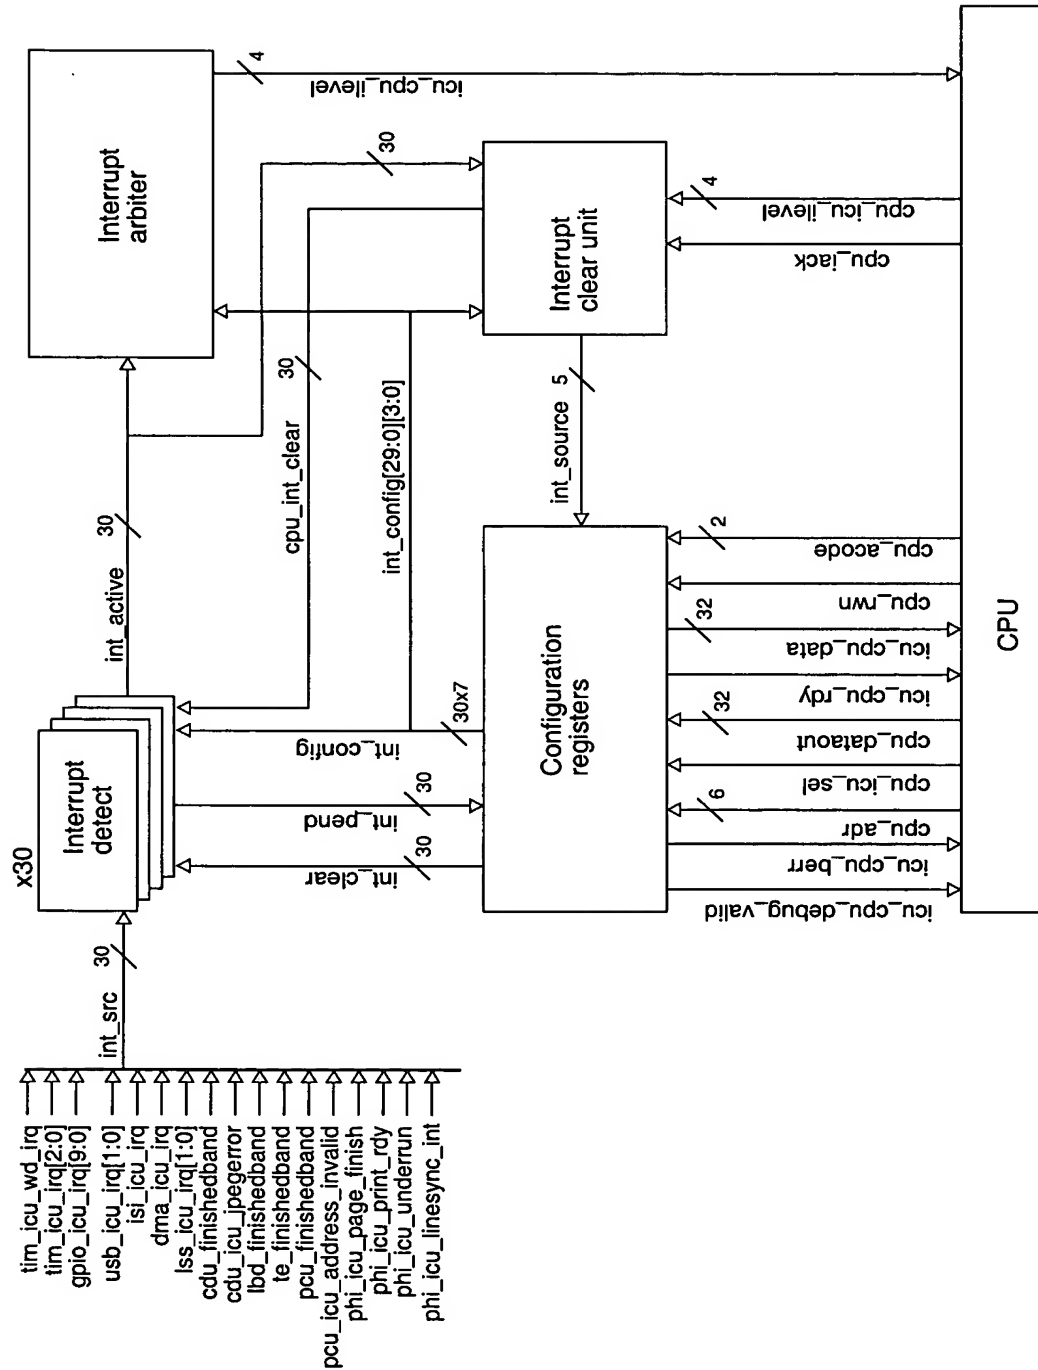 tim_icu_wd_irq
tim_icu_irq[2:0]
gpio_icu_irq[9:0]
usb_icu_irq[1:0]
isi_icu_irq
dma_icu_irq
lss_icu_irq[1:0]
cdu_finishedband
cdu_icu_jpegerror
lbd_finishedband
te_finishedband
pcu_finishedband
pcu_icu_address_invalid
phi_icu_page_finish
phi_icu_print_rdy
phi_icu_underrun
phi_icu_linesync_int
int_src
30
x30
Interrupt
detect
int_active
30
Interrupt
arbiter
4
icu_cpu_ilevel
30
cpu_int_clear
30
int_config[29:0][3:0]
int_clear
30
int_pend
30
int_config
30x7
Configuration
registers
int_source
5
Interrupt
clear unit
cpu_iack
cpu_icu_ilevel
4
icu_cpu_debug_valid
icu_cpu_berr
cpu_adr
6
cpu_icu_sel
cpu_dataout
32
icu_cpu_rdy
icu_cpu_data
32
cpu_rwn
cpu_acode
2
CPU